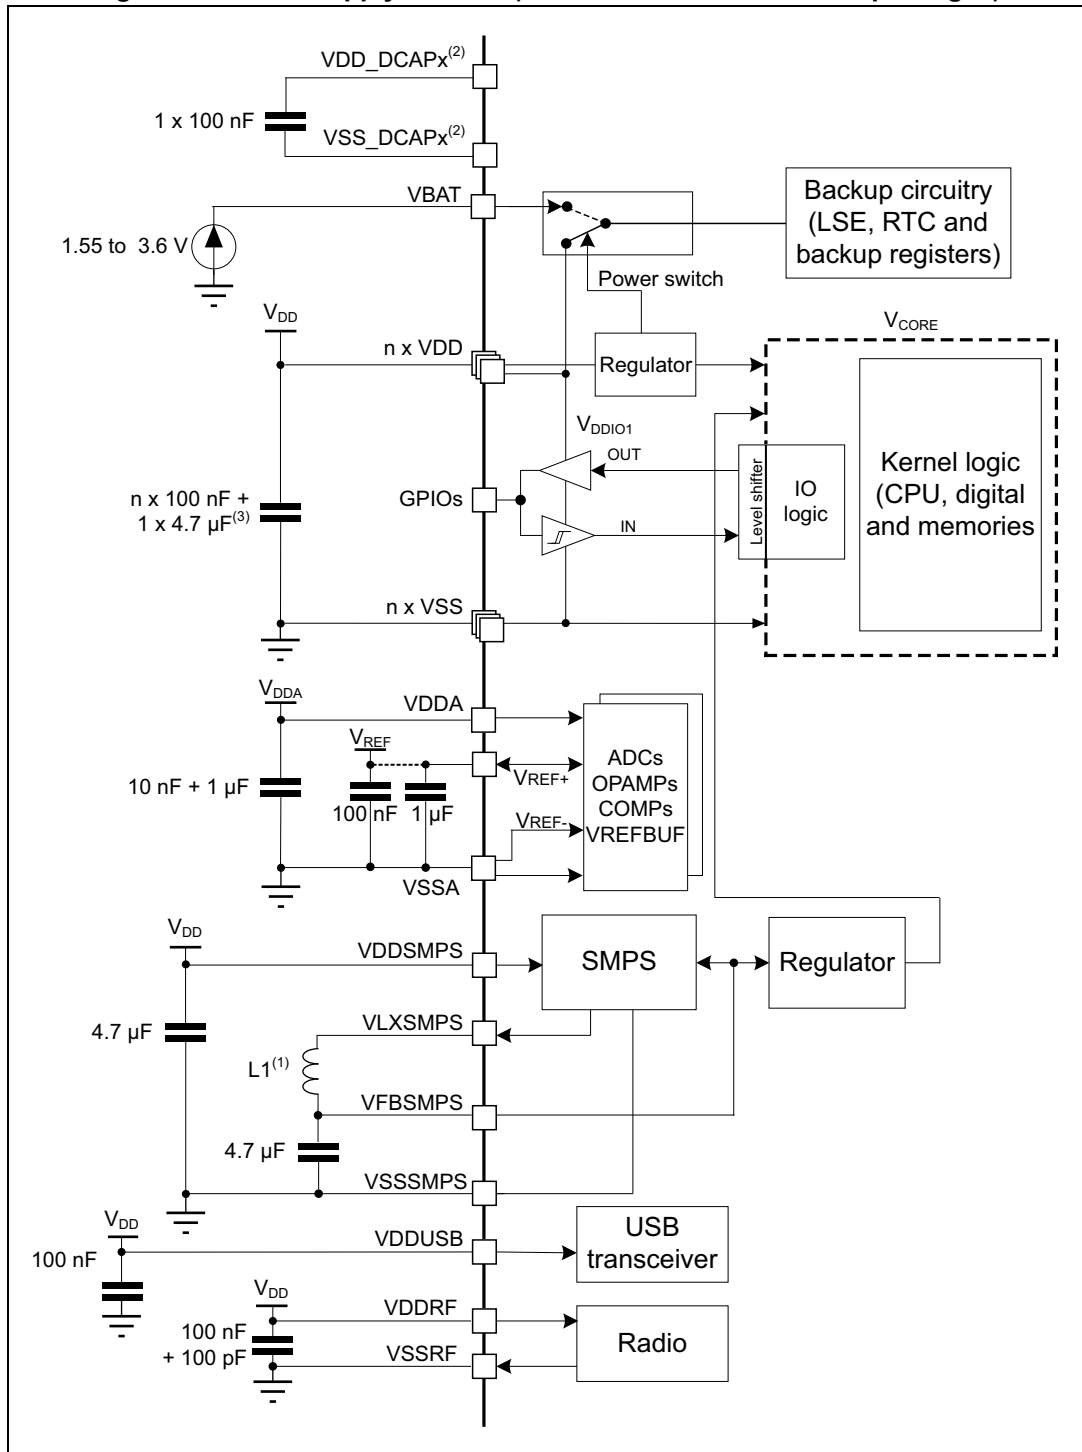 VDD_DCAPx(2)
1 x 100 nF
VSS_DCAPx(2)
VBAT
1.55 to 3.6 V
Backup circuitry
(LSE, RTC and
backup registers)
Power switch
VDD
n x VDD
Regulator
VCORE
VDDIO1
OUT
GPIOs
IN
Level shifter
IO
logic
Kernel logic
(CPU, digital
and memories
n x 100 nF +
1 x 4.7 µF(3)
n x VSS
VDDA
VDDA
VREF
10 nF + 1 µF
100 nF
1 µF
VREF+
VREF-
ADCs
OPAMPs
COMPs
VREFBUF
VSSA
VDD
VDDSMPS
SMPS
Regulator
4.7 µF
VLXSMPS
L1(1)
VFBSMPS
4.7 µF
VSSSMPS
VDD
100 nF
VDDUSB
USB
transceiver
VDD
VDDRF
100 nF
+ 100 pF
VSSRF
Radio